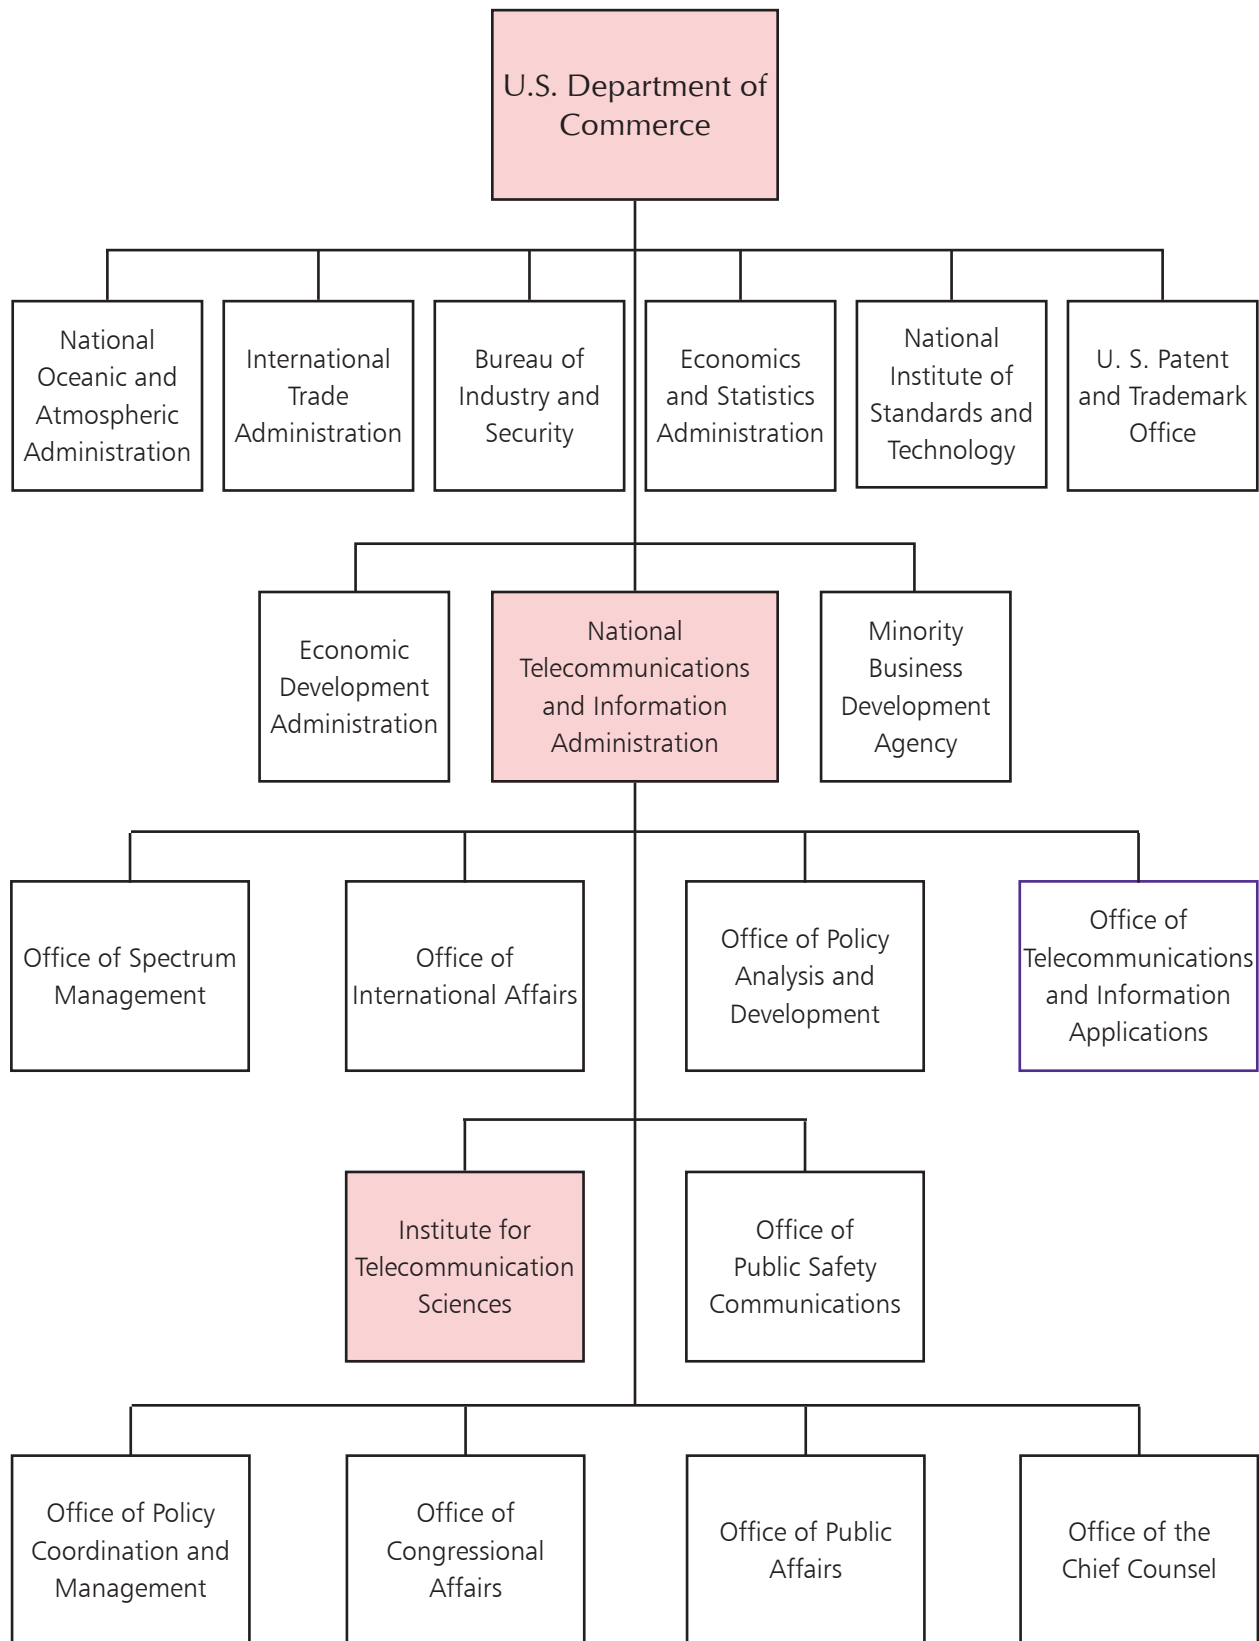 U.S. Department of
Commerce
National
Oceanic and
Atmospheric
Administration
International
Trade
Administration
Bureau of
Industry and
Security
Economics
and Statistics
Administration
National
Institute of
Standards and
Technology
U. S. Patent
and Trademark
Office
Economic
Development
Administration
National
Telecommunications
and Information
Administration
Minority
Business
Development
Agency
Office of Spectrum
Management
Office of
International Affairs
Office of Policy
Analysis and
Development
Office of
Telecommunications
and Information
Applications
Institute for
Telecommunication
Sciences
Office of
Public Safety
Communications
Office of Policy
Coordination and
Management
Office of
Congressional
Affairs
Office of Public
Affairs
Office of the
Chief Counsel